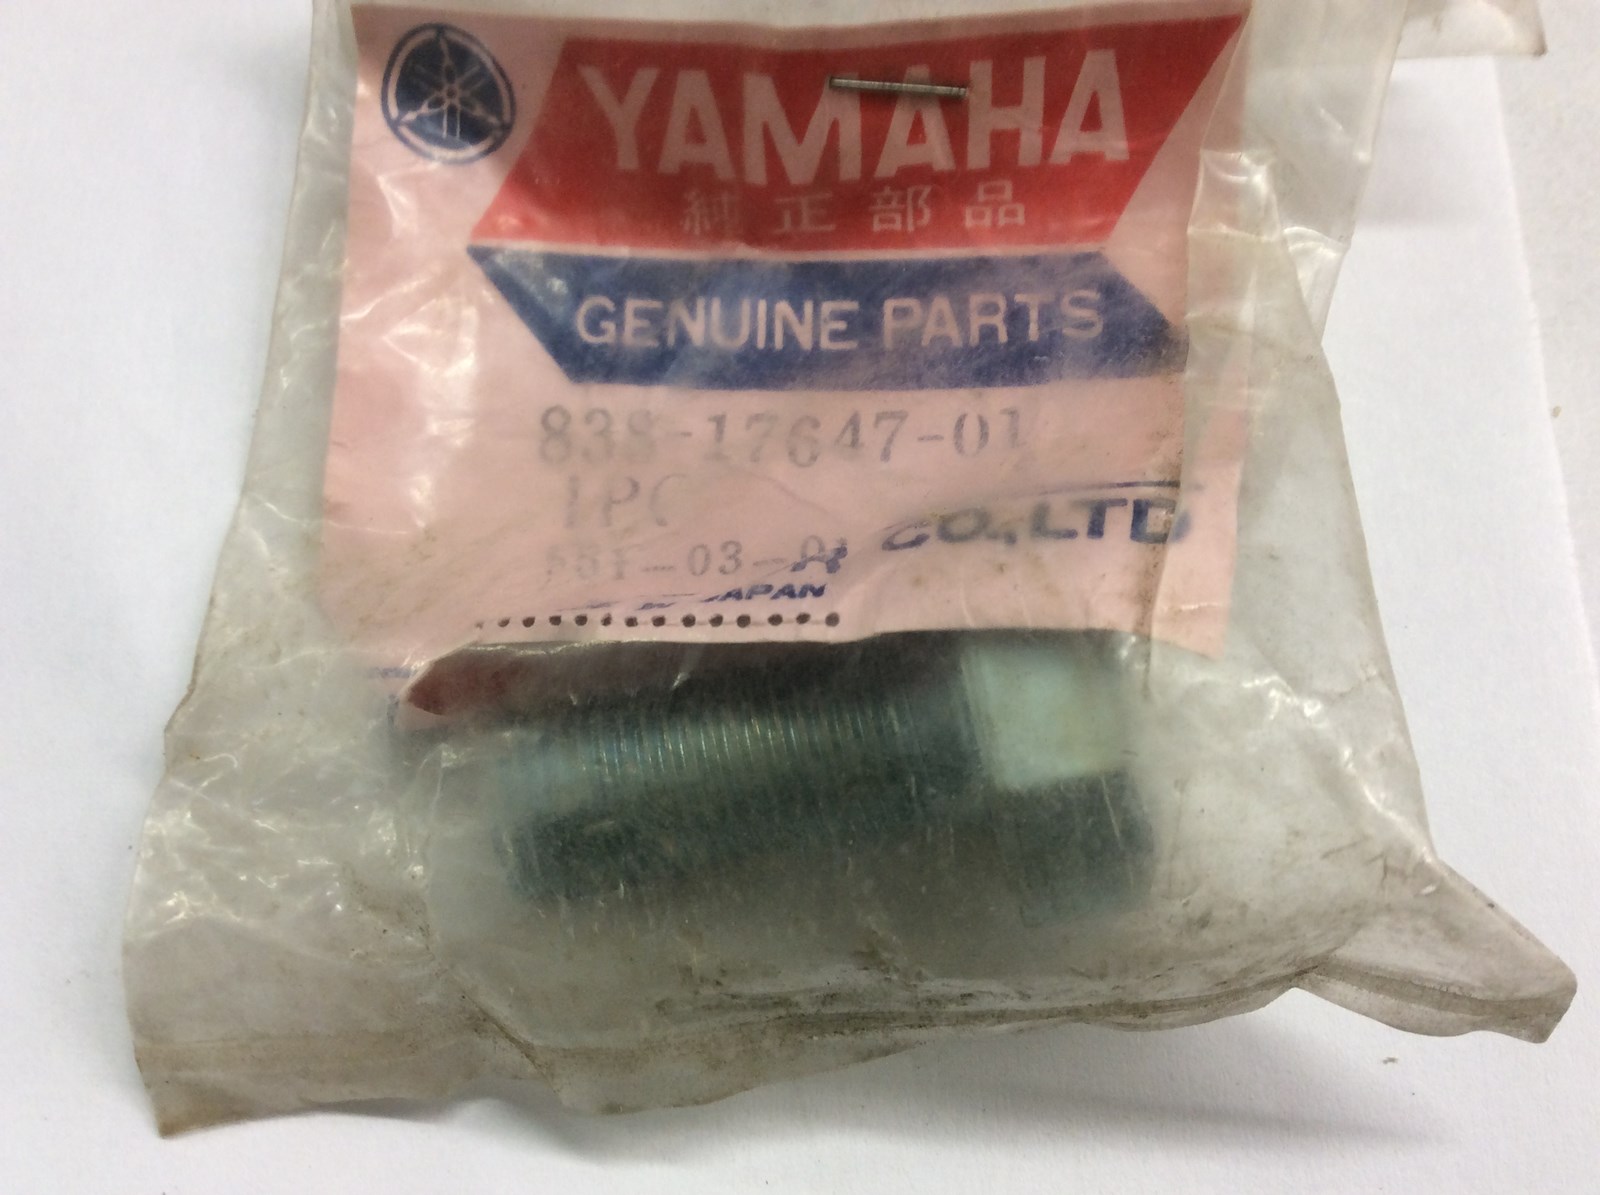 YAMAHA
純正部品
GENUINE PARTS
838-17647-01
1PC
CO.,LTD
JAPAN